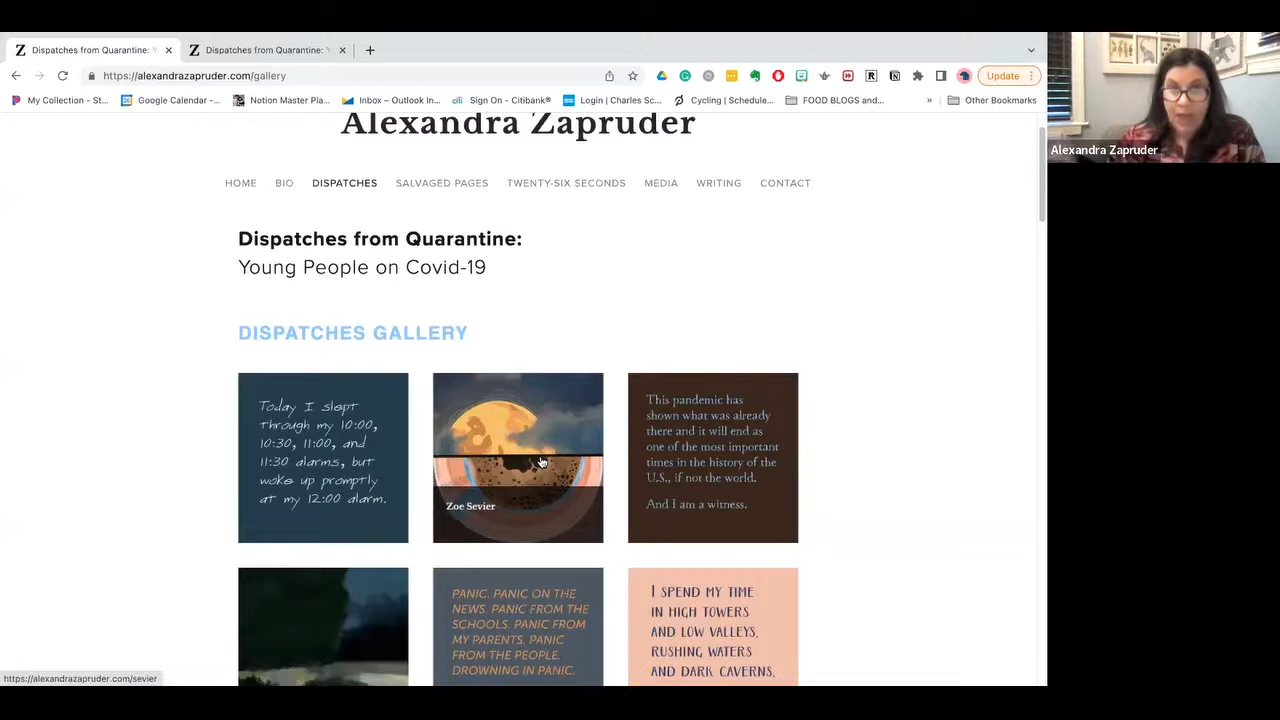 Dispatches from Quarantine: Y
Dispatches from Quarantine: Y
https://alexandrazapruder.com/gallery
Update
My Collection - St...
Google Calendar -...
Notion Master Pla...
Inbox – Outlook In...
Sign On - Citibank®
Login | Charles Sc...
Cycling | Schedule...
FOOD BLOGS and...
»
Other Bookmarks
Alexandra Zapruder
HOME
BIO
DISPATCHES
SALVAGED PAGES
TWENTY-SIX SECONDS
MEDIA
WRITING
CONTACT
Dispatches from Quarantine:
Young People on Covid-19
DISPATCHES GALLERY
Today I slept
through my 10:00,
10:30, 11:00, and
11:30 alarms, but
woke up promptly
at my 12:00 alarm.
Zoe Sevier
This pandemic has
shown what was already
there and it will end as
one of the most important
times in the history of the
U.S., if not the world.
And I am a witness.
PANIC. PANIC ON THE
NEWS. PANIC FROM THE
SCHOOLS. PANIC FROM
MY PARENTS. PANIC
FROM THE PEOPLE.
DROWNING IN PANIC.
I SPEND MY TIME
IN HIGH TOWERS
AND LOW VALLEYS,
RUSHING WATERS
AND DARK CAVERNS,
https://alexandrazapruder.com/sevier
Alexandra Zapruder